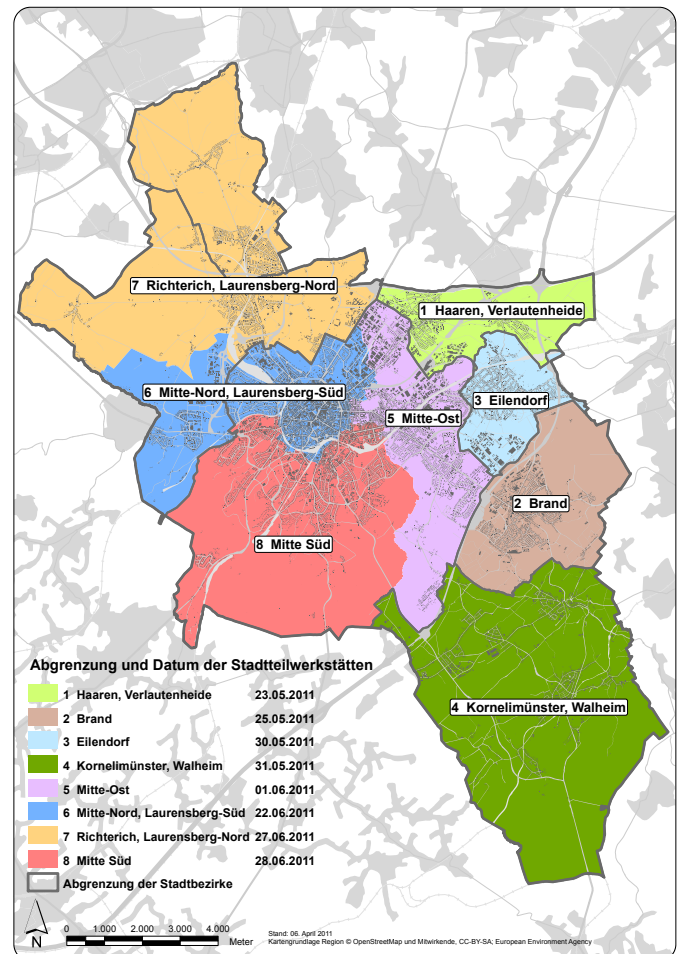 7 Richterich, Laurensberg-Nord
1 Haaren, Verlautenheide
6 Mitte-Nord, Laurensberg-Süd
3 Eilendorf
5 Mitte-Ost
2 Brand
8 Mitte Süd
4 Kornelimünster, Walheim
Abgrenzung und Datum der Stadtteilwerkstätten
1 Haaren, Verlautenheide 23.05.2011
2 Brand 25.05.2011
3 Eilendorf 30.05.2011
4 Kornelimünster, Walheim 31.05.2011
5 Mitte-Ost 01.06.2011
6 Mitte-Nord, Laurensberg-Süd 22.06.2011
7 Richterich, Laurensberg-Nord 27.06.2011
8 Mitte Süd 28.06.2011
Abgrenzung der Stadtbezirke
N
0 1.000 2.000 3.000 4.000
Meter
Stand: 06. April 2011
Kartengrundlage Region © OpenStreetMap und Mitwirkende, CC-BY-SA; European Environment Agency